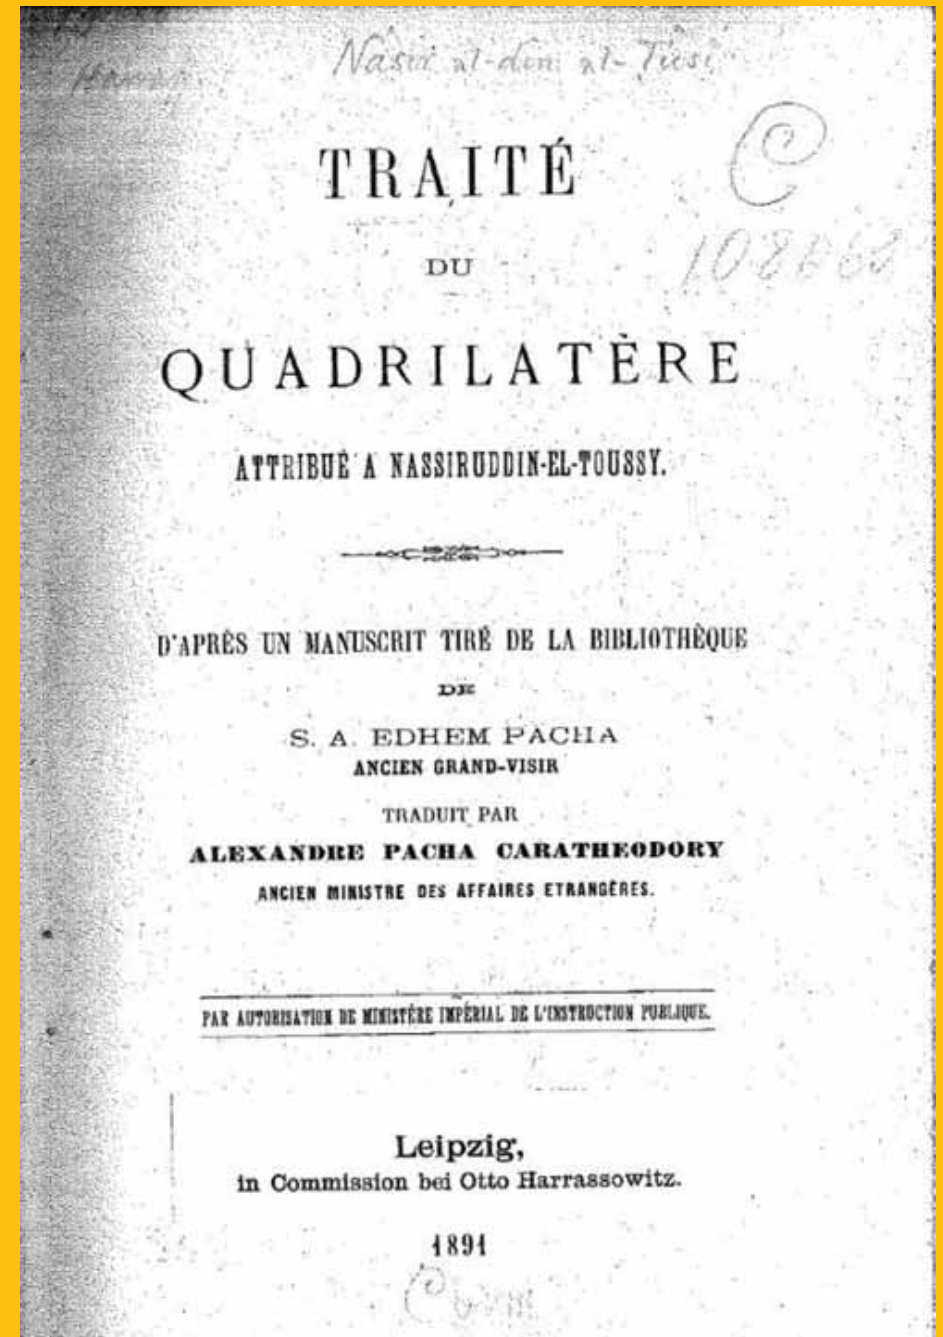 Nasir al-din al-Tusi
TRAITÉ
DU
QUADRILATÈRE
ATTRIBUÉ A NASSIRUDDIN-EL-TOUSSY.
D'APRÈS UN MANUSCRIT TIRÉ DE LA BIBLIOTHÈQUE
DE
S. A. EDHEM PACHA
ANCIEN GRAND-VISIR
TRADUIT PAR
ALEXANDRE PACHA CARATHEODORY
ANCIEN MINISTRE DES AFFAIRES ETRANGÈRES.
PAR AUTORISATION DE MINISTÈRE IMPÉRIAL DE L'INSTRUCTION PUBLIQUE.
Leipzig,
in Commission bei Otto Harrassowitz.
1891